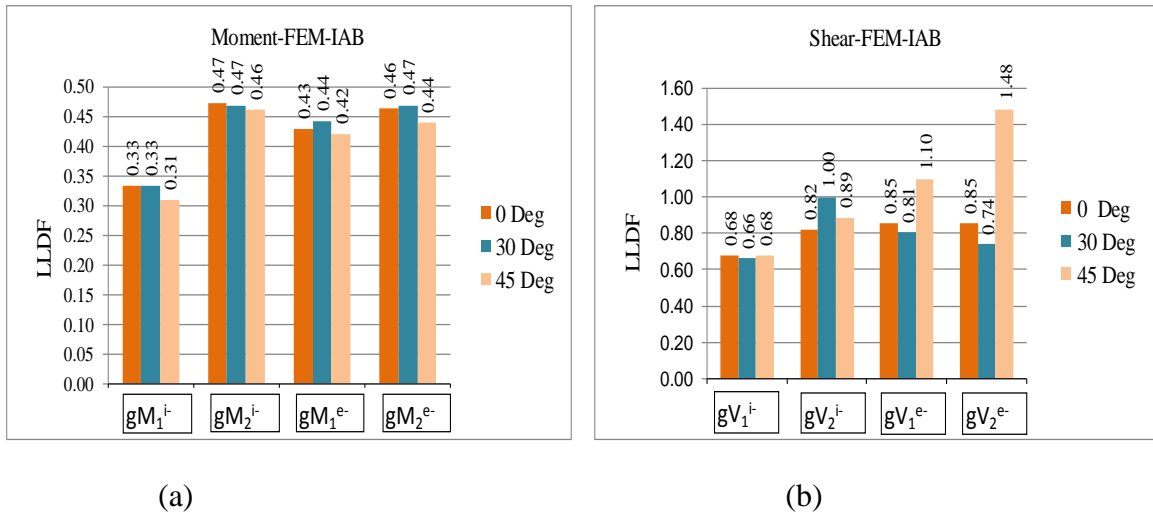 Moment-FEM-IAB
LLDF
0.50
0.45
0.40
0.35
0.30
0.25
0.20
0.15
0.10
0.05
0.00
0.33
0.33
0.31
0.47
0.47
0.46
0.43
0.44
0.42
0.46
0.47
0.44
gM₁ⁱ⁻
gM₂ⁱ⁻
gM₁ᵉ⁻
gM₂ᵉ⁻
0 Deg
30 Deg
45 Deg
(a)
Shear-FEM-IAB
LLDF
1.60
1.40
1.20
1.00
0.80
0.60
0.40
0.20
0.00
0.68
0.66
0.68
0.82
1.00
0.89
0.85
0.81
1.10
0.85
0.74
1.48
gV₁ⁱ⁻
gV₂ⁱ⁻
gV₁ᵉ⁻
gV₂ᵉ⁻
0 Deg
30 Deg
45 Deg
(b)